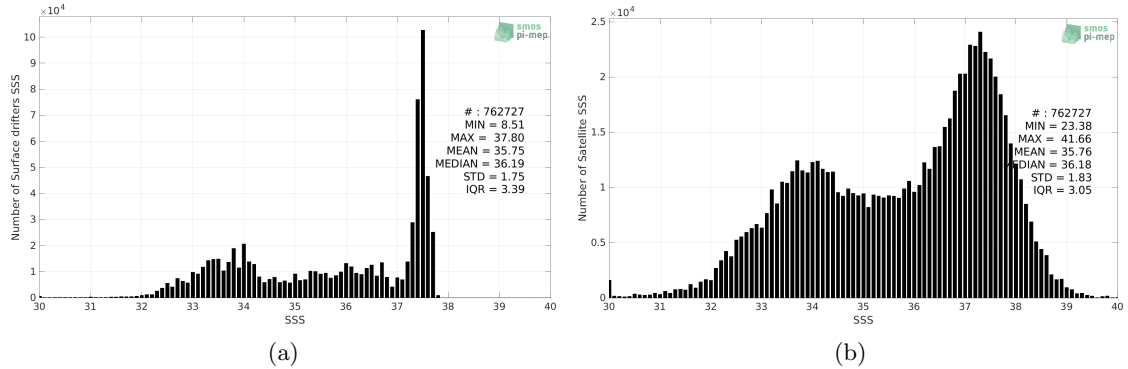 ×10⁴
10
9
8
7
6
5
4
3
2
1
0
Number of Surface drifters SSS
smos
pi-mep
# : 762727
MIN = 8.51
MAX = 37.80
MEAN = 35.75
MEDIAN = 36.19
STD = 1.75
IQR = 3.39
30 31 32 33 34 35 36 37 38 39 40
SSS
(a)
×10⁴
2.5
2
1.5
1
0.5
0
Number of Satellite SSS
smos
pi-mep
# : 762727
MIN = 23.38
MAX = 41.66
MEAN = 35.76
MEDIAN = 36.18
STD = 1.83
IQR = 3.05
30 31 32 33 34 35 36 37 38 39 40
SSS
(b)